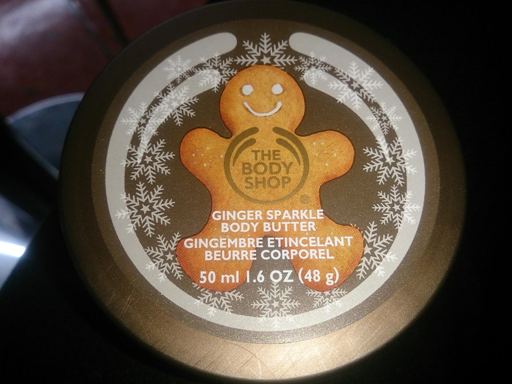 THE
BODY
SHOP
®
GINGER SPARKLE
BODY BUTTER
GINGEMBRE ETINCELANT
BEURRE CORPOREL
50 ml 1.6 OZ (48 g)